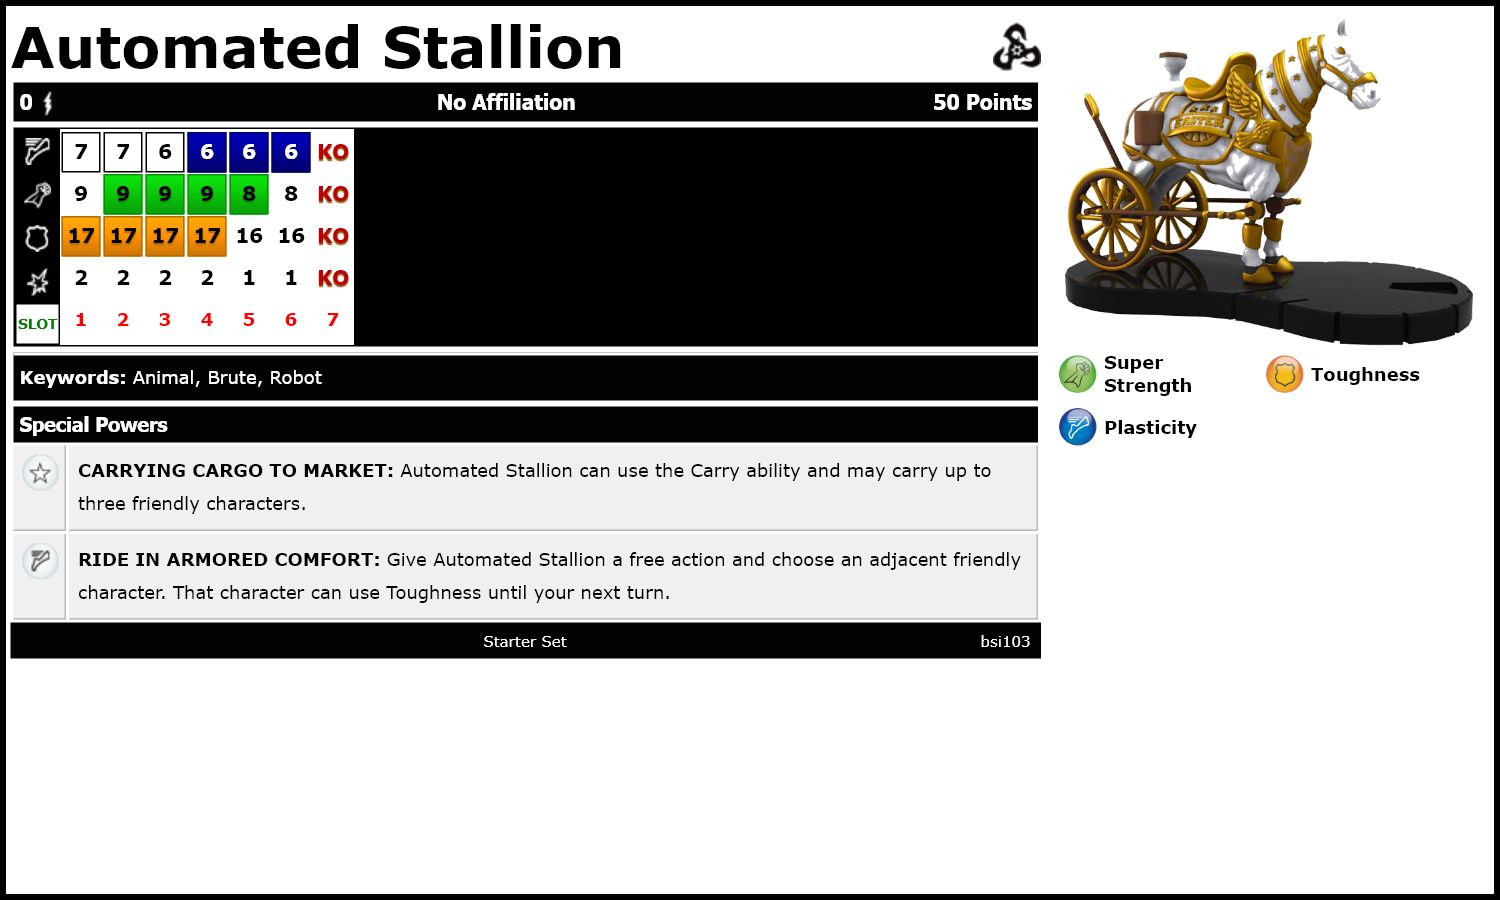 Automated Stallion
0 No Affiliation 50 Points
7 7 6 6 6 6 KO
9 9 9 9 8 8 KO
17 17 17 17 16 16 KO
2 2 2 2 1 1 KO
SLOT 1 2 3 4 5 6 7
Keywords: Animal, Brute, Robot
Special Powers
CARRYING CARGO TO MARKET: Automated Stallion can use the Carry ability and may carry up to
three friendly characters.
RIDE IN ARMORED COMFORT: Give Automated Stallion a free action and choose an adjacent friendly
character. That character can use Toughness until your next turn.
Starter Set bsi103
Super
Strength
Toughness
Plasticity